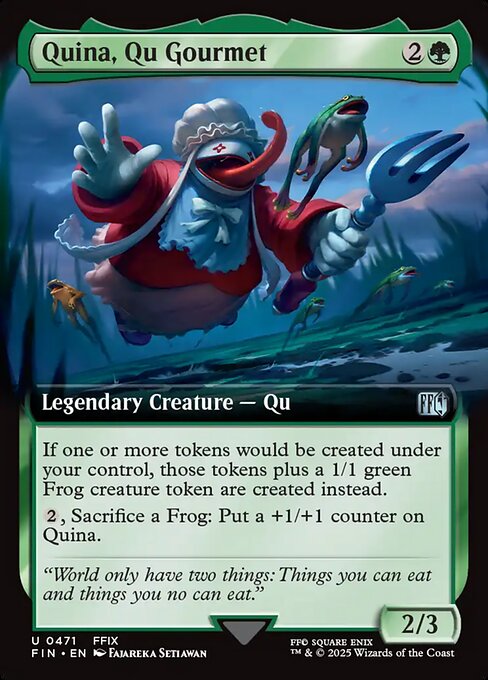 Quina, Qu Gourmet 2
Legendary Creature — Qu
If one or more tokens would be created under
your control, those tokens plus a 1/1 green
Frog creature token are created instead.
2, Sacrifice a Frog: Put a +1/+1 counter on
Quina.
“World only have two things: Things you can eat
and things you no can eat.”
2/3
U 0471 FFIX
FIN • EN Fajareka Setiawan
FF© SQUARE ENIX
™ & © 2025 Wizards of the Coast